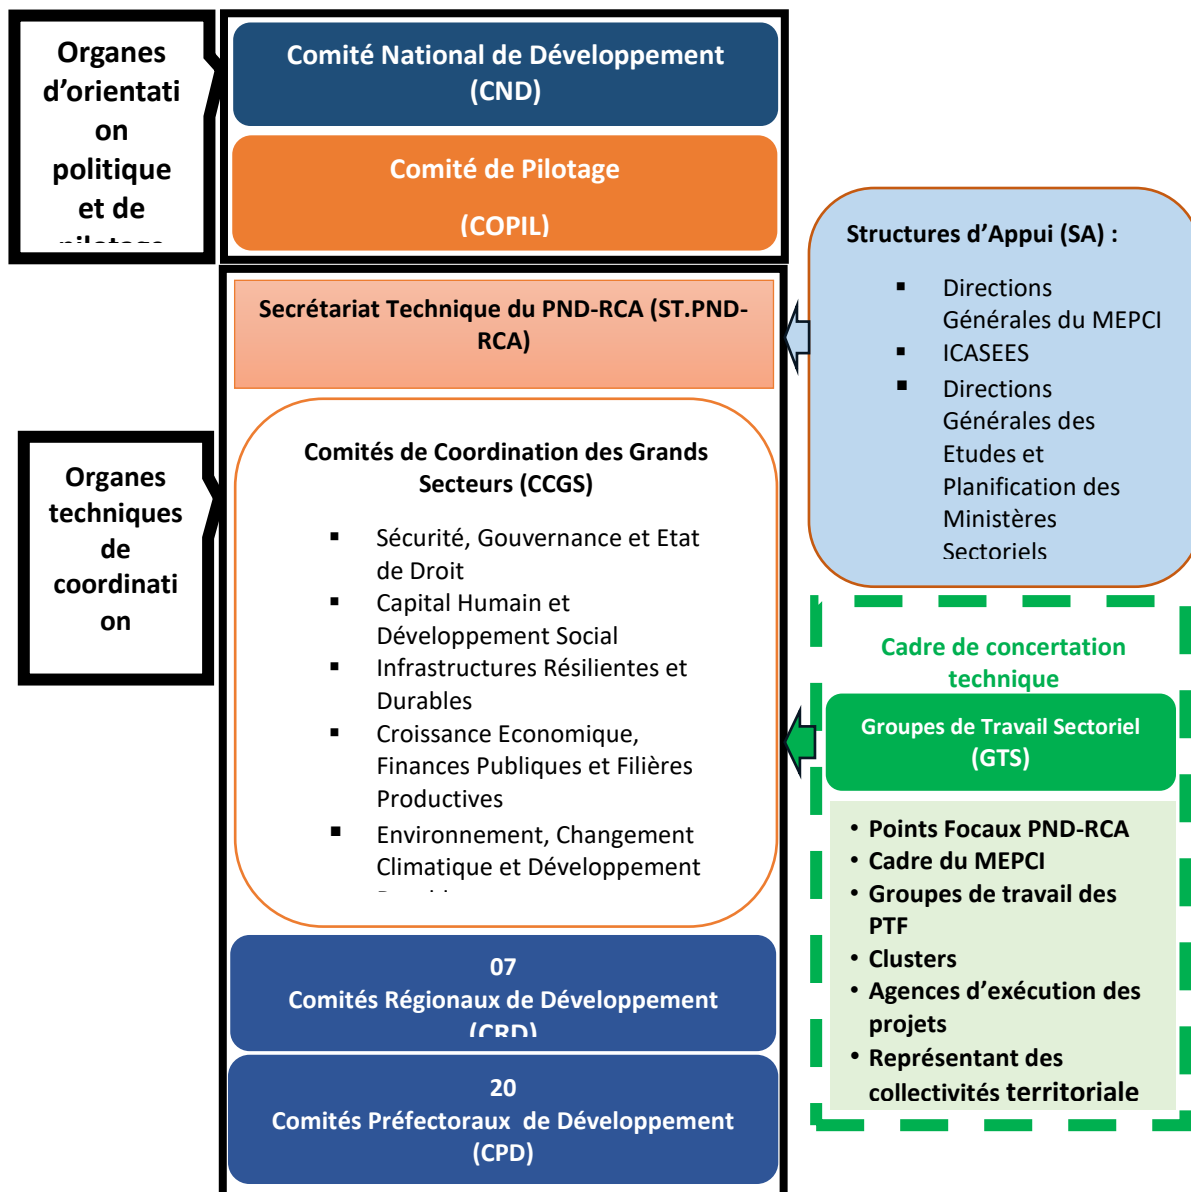 Organes
d’orientati
on
politique
et de
Comité National de Développement
(CND)
Comité de Pilotage
(COPIL)
Structures d’Appui (SA) :
▪ Directions
Générales du MEPCI
▪ ICASEES
▪ Directions
Générales des
Etudes et
Planification des
Ministères
Sectoriels
Secrétariat Technique du PND-RCA (ST.PND-
RCA)
Organes
techniques
de
coordinati
on
Comités de Coordination des Grands
Secteurs (CCGS)
▪ Sécurité, Gouvernance et Etat
de Droit
▪ Capital Humain et
Développement Social
▪ Infrastructures Résilientes et
Durables
▪ Croissance Economique,
Finances Publiques et Filières
Productives
▪ Environnement, Changement
Climatique et Développement
Cadre de concertation
technique
Groupes de Travail Sectoriel
(GTS)
• Points Focaux PND-RCA
• Cadre du MEPCI
• Groupes de travail des
PTF
• Clusters
• Agences d’exécution des
projets
• Représentant des
collectivités territoriale
07
Comités Régionaux de Développement
(CRD)
20
Comités Préfectoraux de Développement
(CPD)